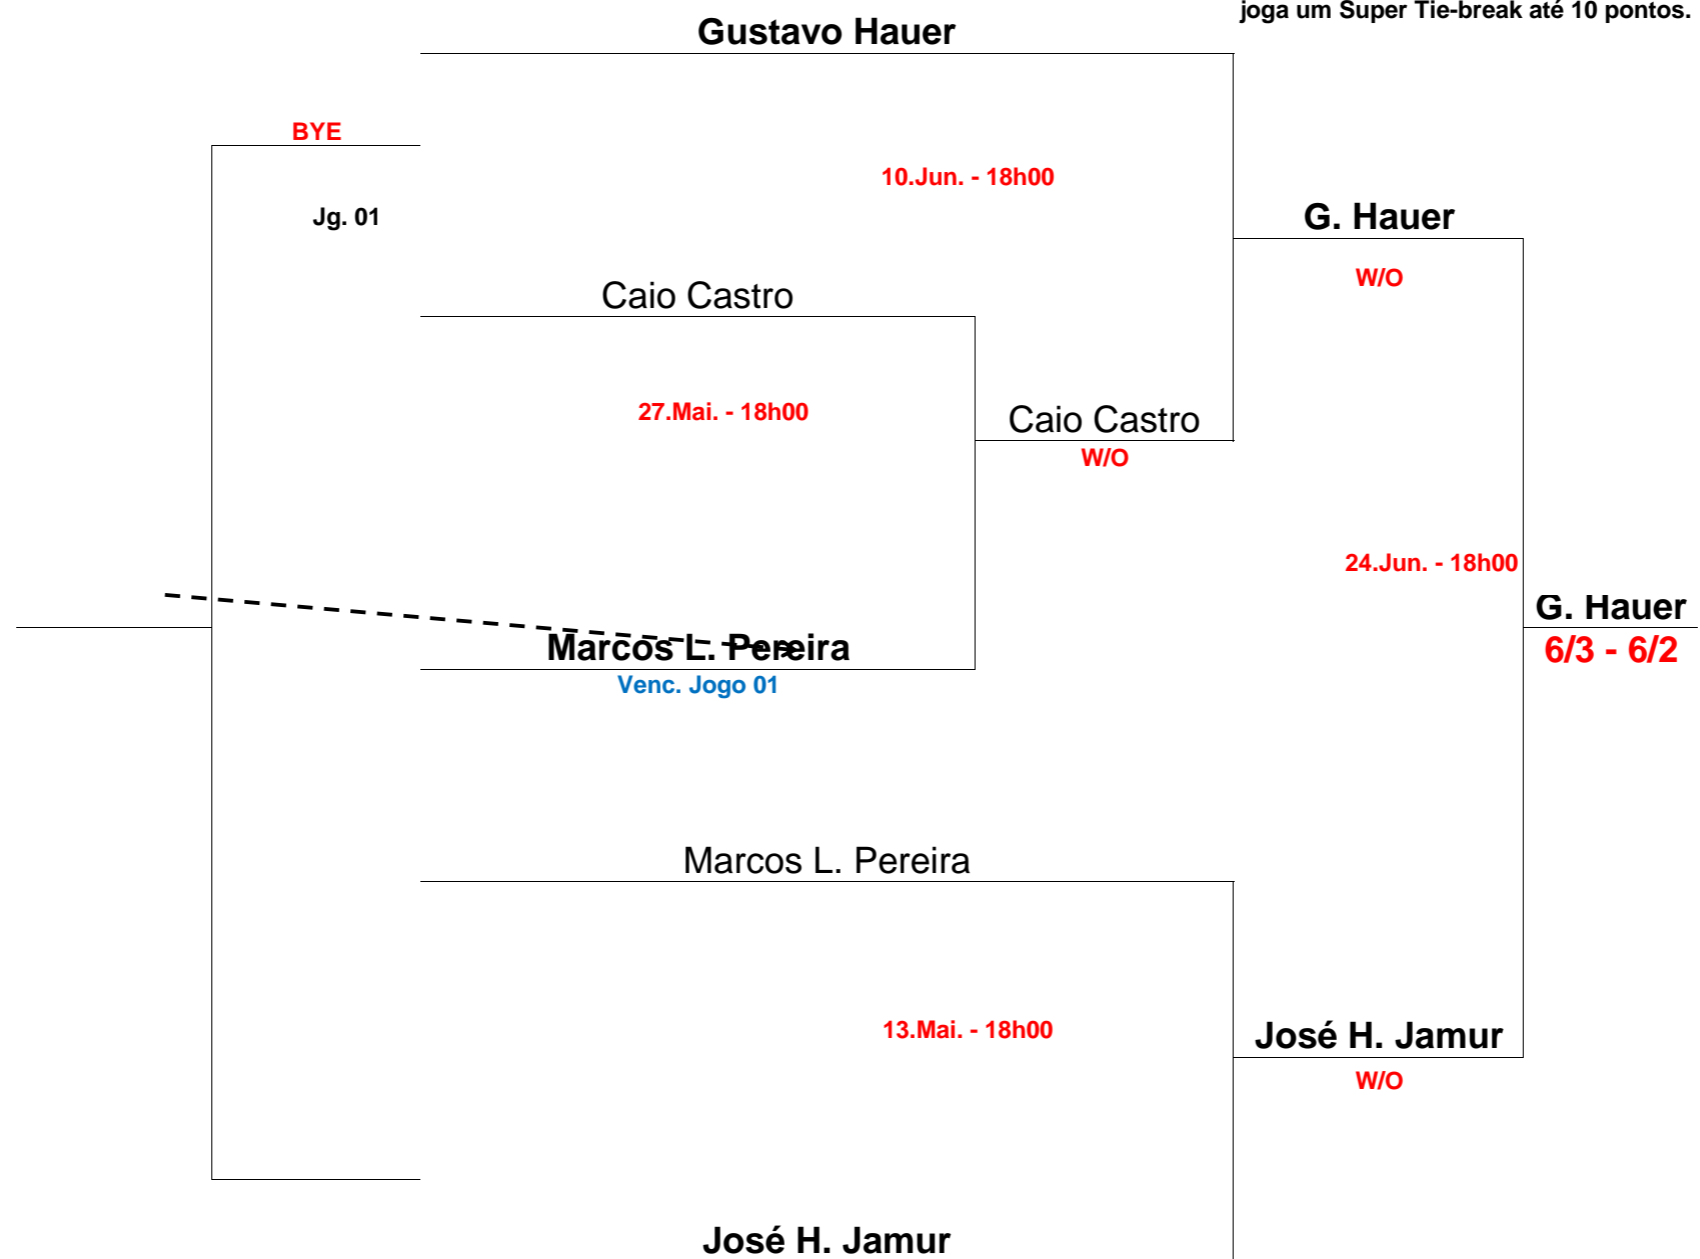 joga um Super Tie-break até 10 pontos.
Gustavo Hauer
BYE
10.Jun. - 18h00
Jg. 01
G. Hauer
W/O
Caio Castro
27.Mai. - 18h00
Caio Castro
W/O
24.Jun. - 18h00
G. Hauer
6/3 - 6/2
Marcos L. Pereira
Venc. Jogo 01
Marcos L. Pereira
13.Mai. - 18h00
José H. Jamur
W/O
José H. Jamur